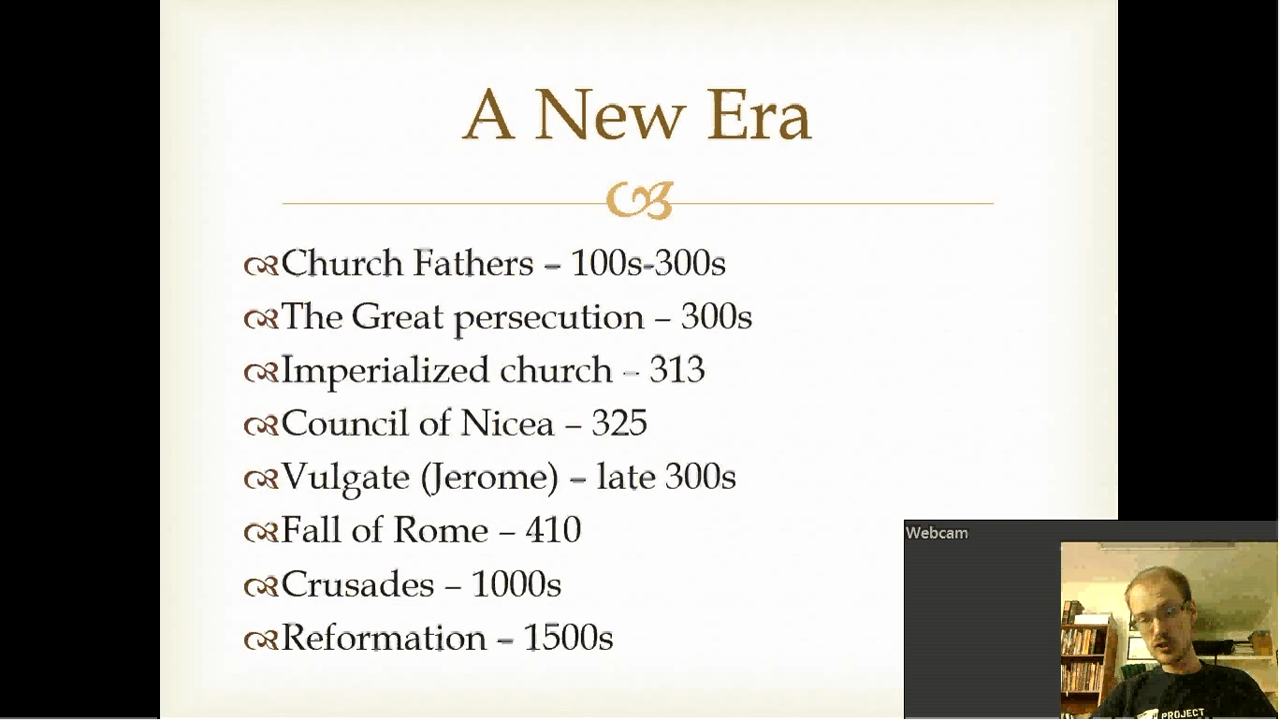 A New Era
Church Fathers – 100s-300s
The Great persecution – 300s
Imperialized church – 313
Council of Nicea – 325
Vulgate (Jerome) – late 300s
Fall of Rome – 410
Crusades – 1000s
Reformation – 1500s
Webcam
PROJECT